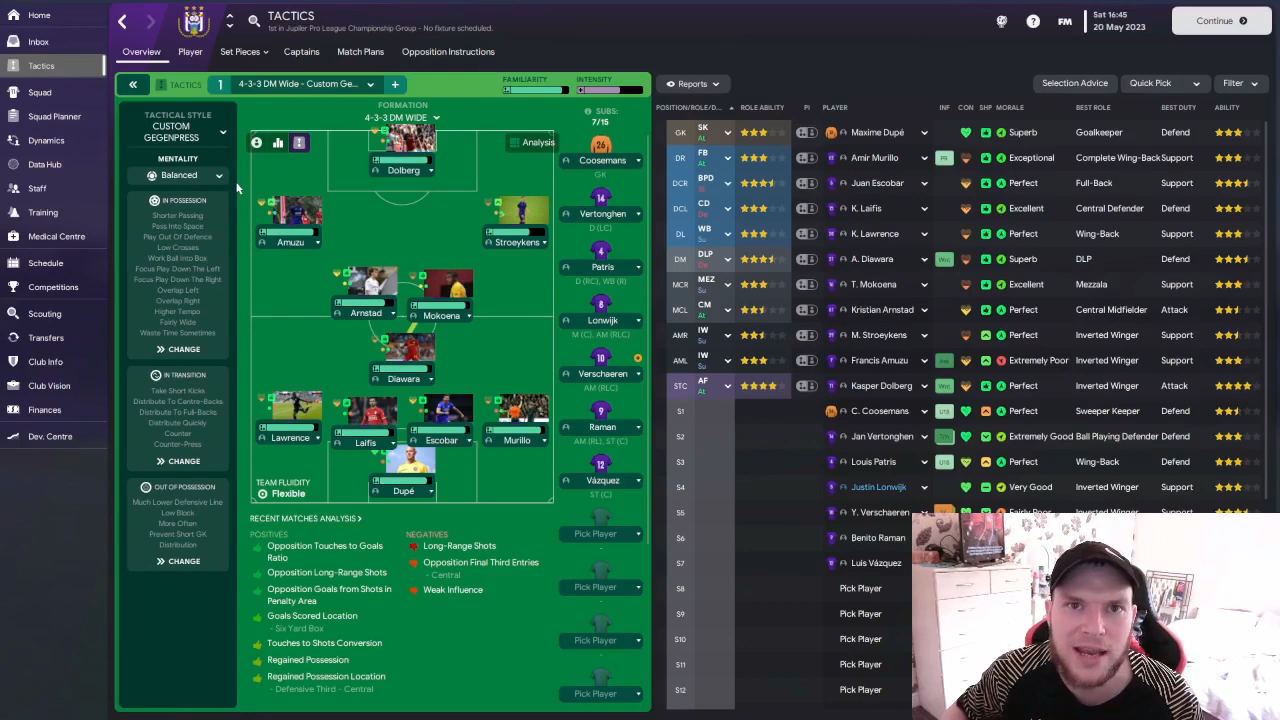 TACTICS
1st in Jupiler Pro League Championship Group - No fixture scheduled.
FM
Sat 16:45
20 May 2023
Continue
Overview
Player
Set Pieces
Captains
Match Plans
Opposition Instructions
Inbox
Tactics
Squad
Squad Planner
Dynamics
Data Hub
Staff
Training
Medical Centre
Schedule
Competitions
Scouting
Transfers
Club Info
Club Vision
Finances
Dev. Centre
TACTICS
1
4-3-3 DM Wide - Custom Ge...
FAMILIARITY
INTENSITY
TACTICAL STYLE
CUSTOM
GEGENPRESS
MENTALITY
Balanced
IN POSSESSION
Shorter Passing
Pass Into Space
Play Out Of Defence
Low Crosses
Work Ball Into Box
Focus Play Down The Left
Focus Play Down The Right
Overlap Left
Overlap Right
Higher Tempo
Fairly Wide
Waste Time Sometimes
CHANGE
IN TRANSITION
Take Short Kicks
Distribute To Centre-Backs
Distribute To Full-Backs
Distribute Quickly
Counter
Counter-Press
CHANGE
OUT OF POSSESSION
Much Lower Defensive Line
Low Block
More Often
Prevent Short GK
Distribution
CHANGE
FORMATION
4-3-3 DM WIDE
Analysis
Dolberg
Amuzu
Stroeykens
Arnstad
Mokoena
Diawara
Lawrence
Laifis
Escobar
Murillo
Dupé
TEAM FLUIDITY
Flexible
RECENT MATCHES ANALYSIS
POSITIVES
Opposition Touches to Goals
Ratio
Opposition Long-Range Shots
Opposition Goals from Shots in
Penalty Area
Goals Scored Location
- Six Yard Box
Touches to Shots Conversion
Regained Possession
Regained Possession Location
- Defensive Third - Central
NEGATIVES
Long-Range Shots
Opposition Final Third Entries
- Central
Weak Influence
SUBS:
7/15
26
Coosemans
GK
14
Vertonghen
D (LC)
4
Patris
D (RC), WB (R)
8
Lonwijk
M (C), AM (RLC)
10
Verschaeren
AM (RLC)
9
Raman
AM (RL), ST (C)
12
Vázquez
ST (C)
Pick Player
-
Pick Player
-
Pick Player
-
Pick Player
Reports
Selection Advice
Quick Pick
Filter
POSITION/ROLE/D... ROLE ABILITY PI PLAYER INF CON SHP MORALE BEST ROLE BEST DUTY ABILITY
GK SK At Maxime Dupé Superb Goalkeeper Defend
DR FB At Amir Murillo PR Exceptional Complete Wing-Back Support
DCR BPD Juan Escobar Perfect Full-Back Support
DCL CD De K. Laifis Excellent Central Defender Defend
DL WB Su K. Lawrence Perfect Wing-Back Support
DM DLP De A. Diawara Wnt Superb DLP Defend
MCR MEZ Su T. Mokoena Excellent Mezzala Support
MCL CM At Kristian Arnstad Perfect Central Midfielder Attack
AMR IW Su M. Stroeykens Perfect Inverted Winger Support
AML IW Su Francis Amuzu Extremely Poor Inverted Winger Support
STC AF At Kasper Dolberg Wnt Perfect Inverted Winger Attack
S1 C. Coosemans U18 Perfect Sweeper Keeper Defend
S2 Jan Vertonghen Extremely Good Ball Playing Defender Defend
S3 Louis Patris U18 Perfect Wing-Back Support
S4 Justin Lonwijk Very Good Inverted Winger Support
S5 Y. Verschaeren Fairly Poor Inverted Winger Support
S6 Benito Raman
S7 Luis Vázquez
S8 Pick Player
S9 Pick Player
S10 Pick Player
S11 Pick Player
S12 Pick Player